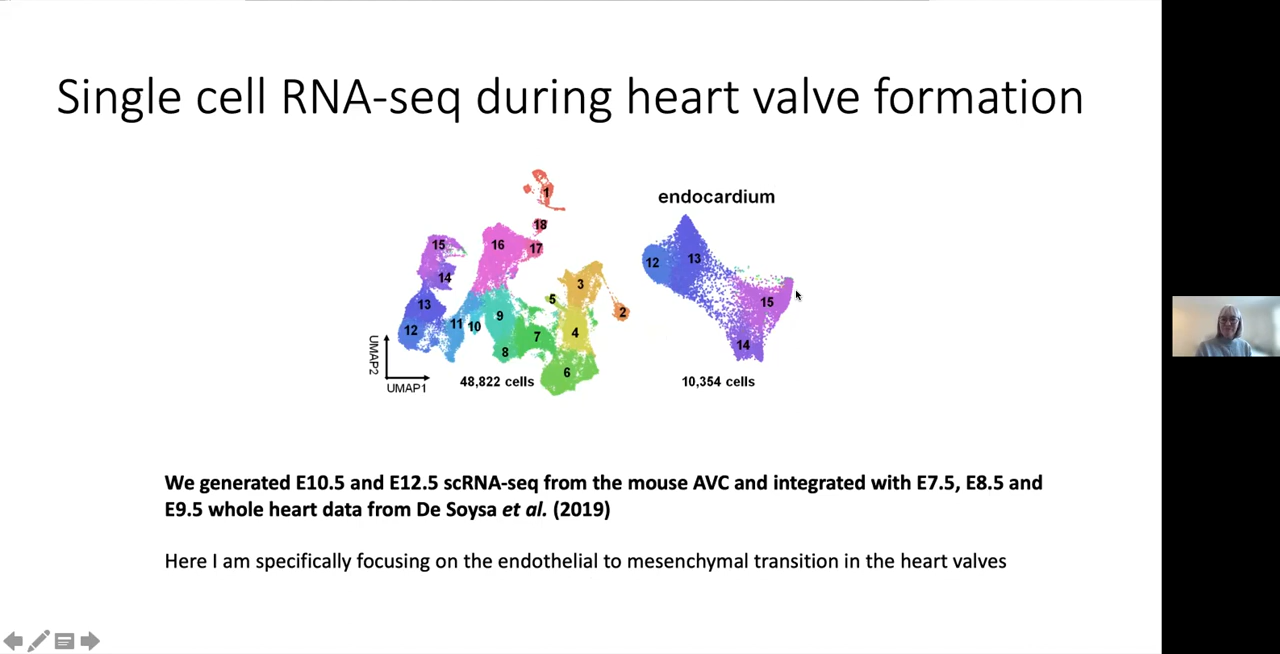 Single cell RNA-seq during heart valve formation
1
18
17
16
15
14
13
12
11
10
9
8
7
6
5
4
3
2
UMAP2
UMAP1
48,822 cells
endocardium
12
13
15
14
10,354 cells
We generated E10.5 and E12.5 scRNA-seq from the mouse AVC and integrated with E7.5, E8.5 and
E9.5 whole heart data from De Soysa et al. (2019)
Here I am specifically focusing on the endothelial to mesenchymal transition in the heart valves